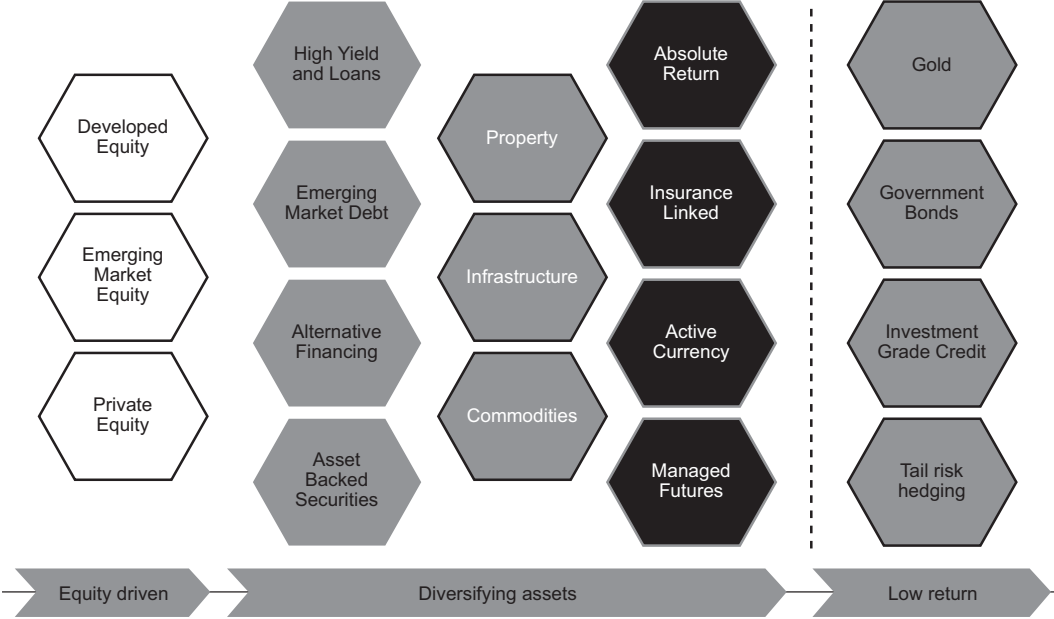 Developed
Equity
Emerging
Market
Equity
Private
Equity
High Yield
and Loans
Emerging
Market Debt
Alternative
Financing
Asset
Backed
Securities
Property
Infrastructure
Commodities
Absolute
Return
Insurance
Linked
Active
Currency
Managed
Futures
Gold
Government
Bonds
Investment
Grade Credit
Tail risk
hedging
Equity driven
Diversifying assets
Low return